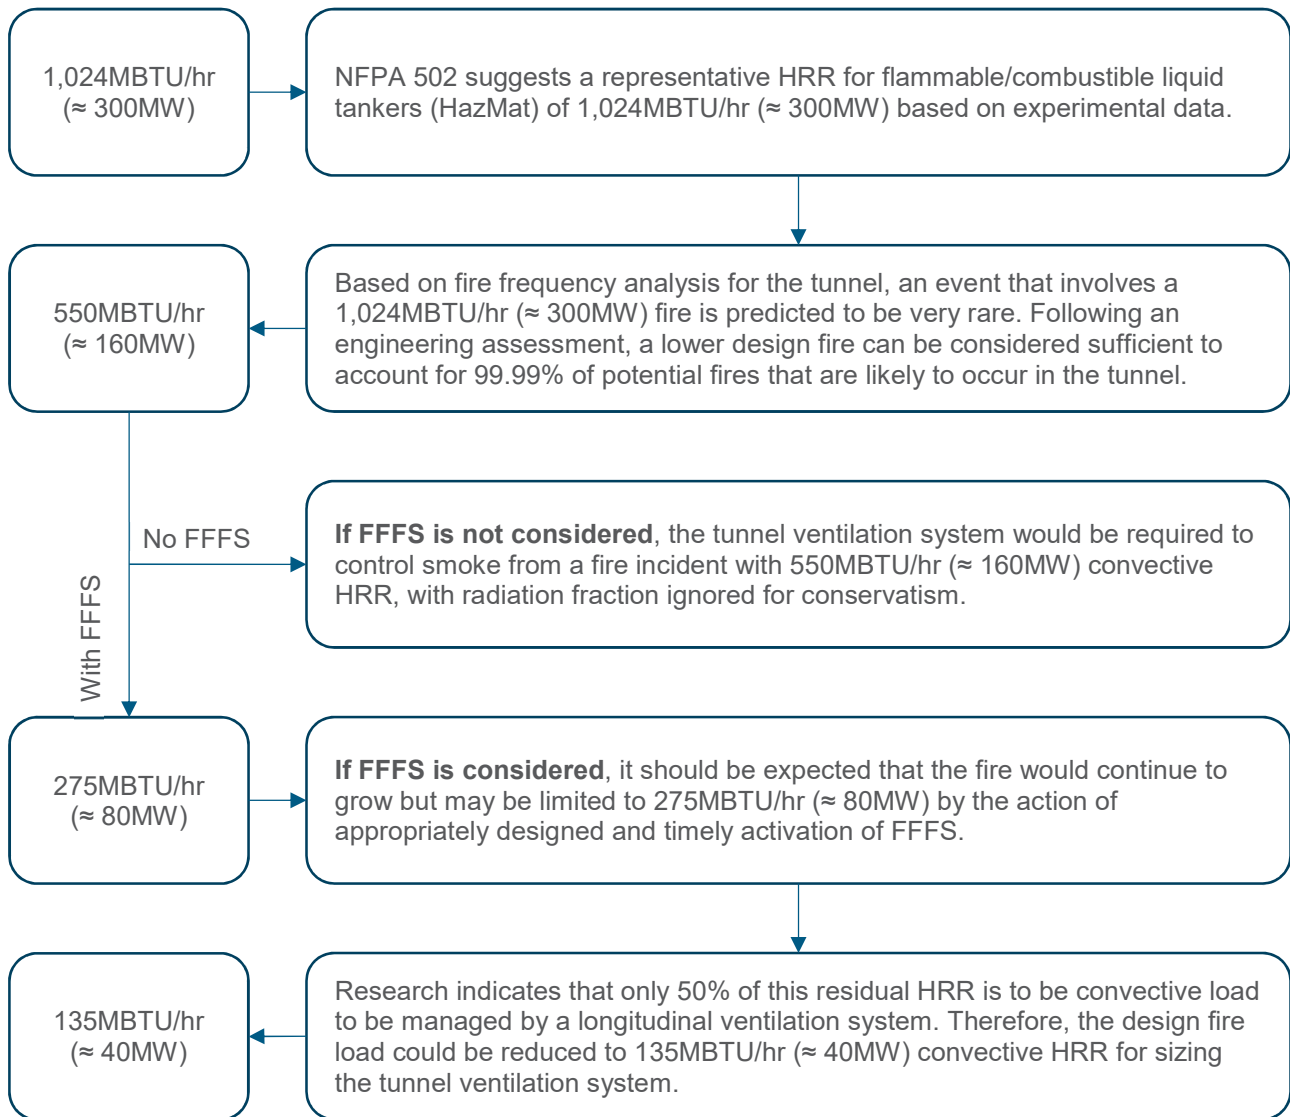 1,024MBTU/hr
(≈ 300MW)
NFPA 502 suggests a representative HRR for flammable/combustible liquid
tankers (HazMat) of 1,024MBTU/hr (≈ 300MW) based on experimental data.
550MBTU/hr
(≈ 160MW)
Based on fire frequency analysis for the tunnel, an event that involves a
1,024MBTU/hr (≈ 300MW) fire is predicted to be very rare. Following an
engineering assessment, a lower design fire can be considered sufficient to
account for 99.99% of potential fires that are likely to occur in the tunnel.
No FFFS
If FFFS is not considered, the tunnel ventilation system would be required to
control smoke from a fire incident with 550MBTU/hr (≈ 160MW) convective
HRR, with radiation fraction ignored for conservatism.
With FFFS
275MBTU/hr
(≈ 80MW)
If FFFS is considered, it should be expected that the fire would continue to
grow but may be limited to 275MBTU/hr (≈ 80MW) by the action of
appropriately designed and timely activation of FFFS.
135MBTU/hr
(≈ 40MW)
Research indicates that only 50% of this residual HRR is to be convective load
to be managed by a longitudinal ventilation system. Therefore, the design fire
load could be reduced to 135MBTU/hr (≈ 40MW) convective HRR for sizing
the tunnel ventilation system.